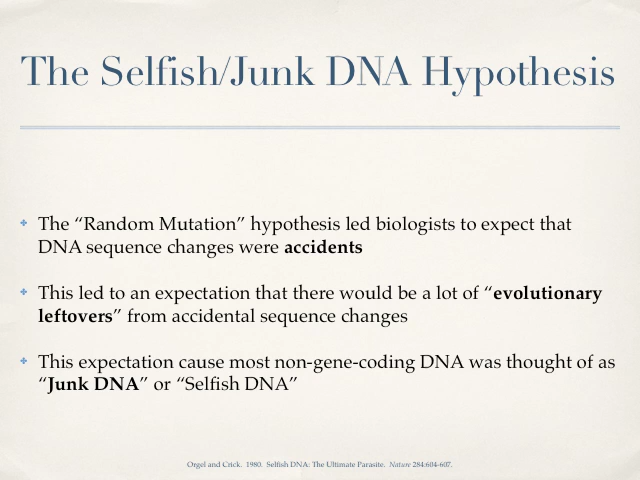 The Selfish/Junk DNA Hypothesis
The “Random Mutation” hypothesis led biologists to expect that
DNA sequence changes were accidents
This led to an expectation that there would be a lot of “evolutionary
leftovers” from accidental sequence changes
This expectation cause most non-gene-coding DNA was thought of as
“Junk DNA” or “Selfish DNA”
Orgel and Crick. 1980. Selfish DNA: The Ultimate Parasite. Nature 284:604-607.